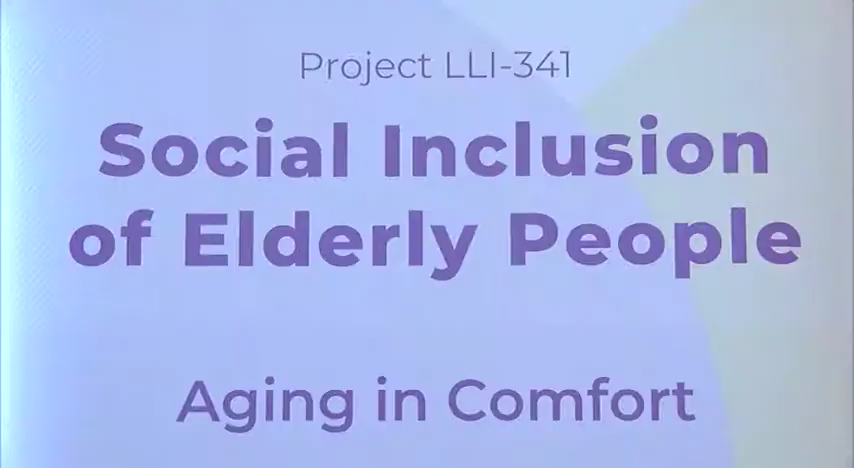 Project LLI-341
Social Inclusion
of Elderly People
Aging in Comfort